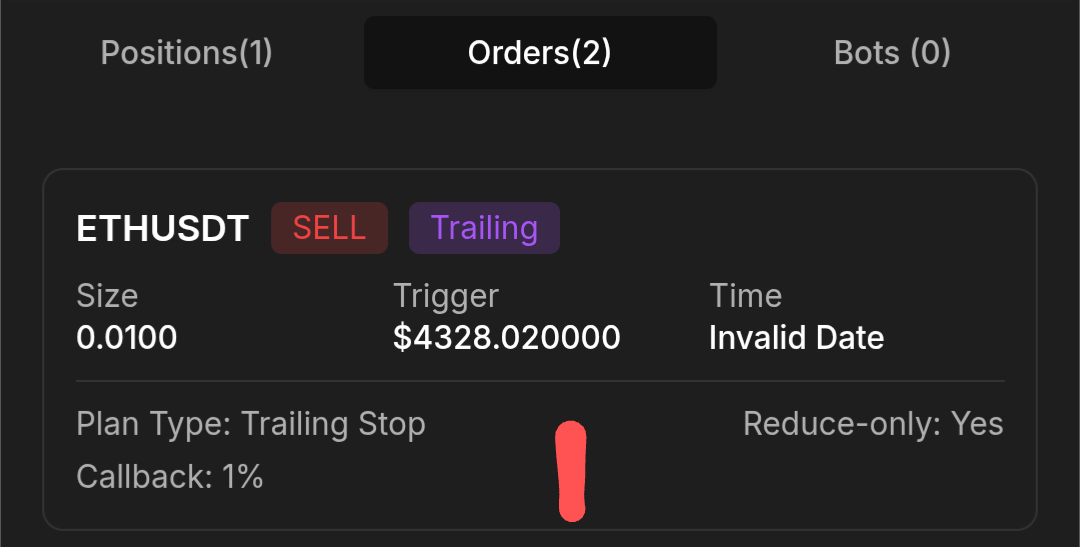 Positions(1) Orders(2) Bots (0)
ETHUSDT SELL Trailing
Size Trigger Time
0.0100 $4328.020000 Invalid Date
Plan Type: Trailing Stop Reduce-only: Yes
Callback: 1%